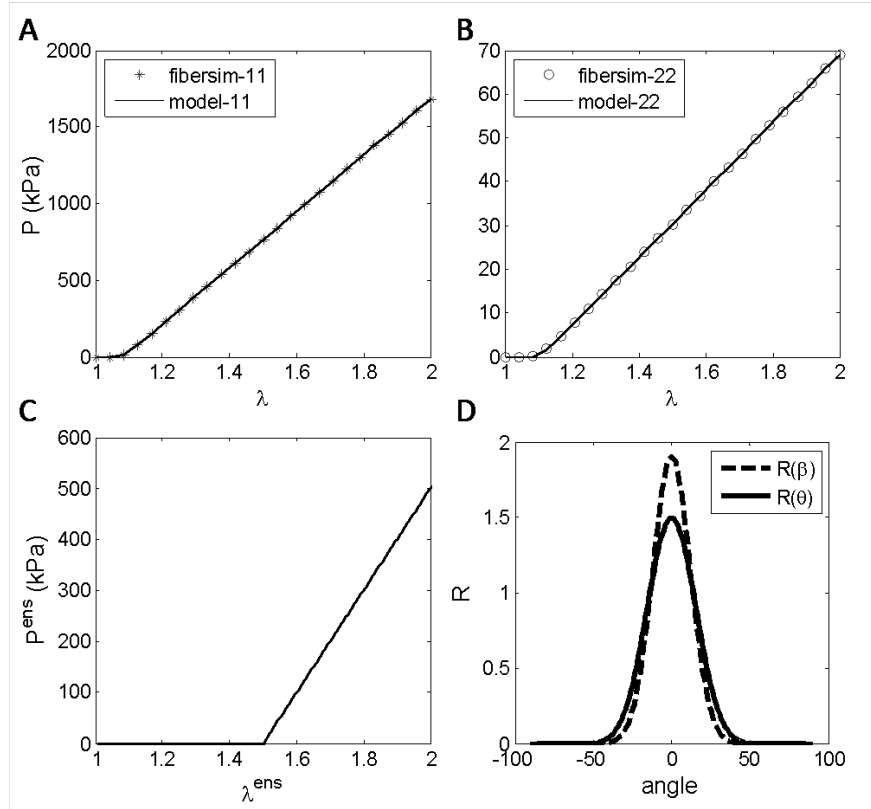 A
2000
1500
1000
500
0
P (kPa)
fibersim-11
model-11
1 1.2 1.4 1.6 1.8 2
λ
B
70
60
50
40
30
20
10
0
fibersim-22
model-22
1 1.2 1.4 1.6 1.8 2
λ
C
600
500
400
300
200
100
0
P^ens (kPa)
1 1.2 1.4 1.6 1.8 2
λ^ens
D
2
1.5
1
0.5
0
R
R(β)
R(θ)
-100 -50 0 50 100
angle